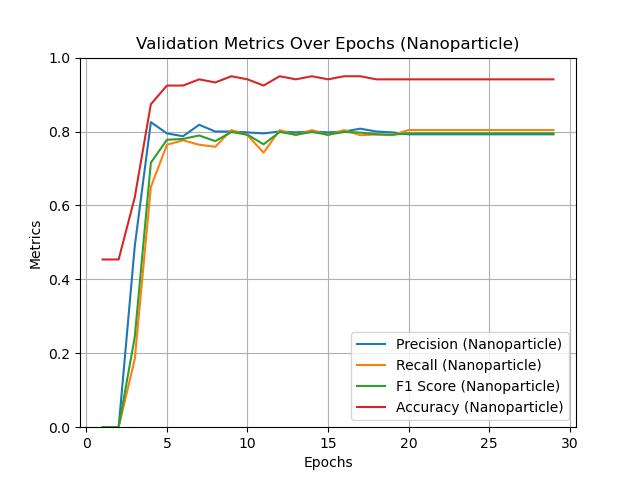 Validation Metrics Over Epochs (Nanoparticle)
1.0
0.8
0.6
0.4
0.2
0.0
Metrics
Precision (Nanoparticle)
Recall (Nanoparticle)
F1 Score (Nanoparticle)
Accuracy (Nanoparticle)
0 5 10 15 20 25 30
Epochs